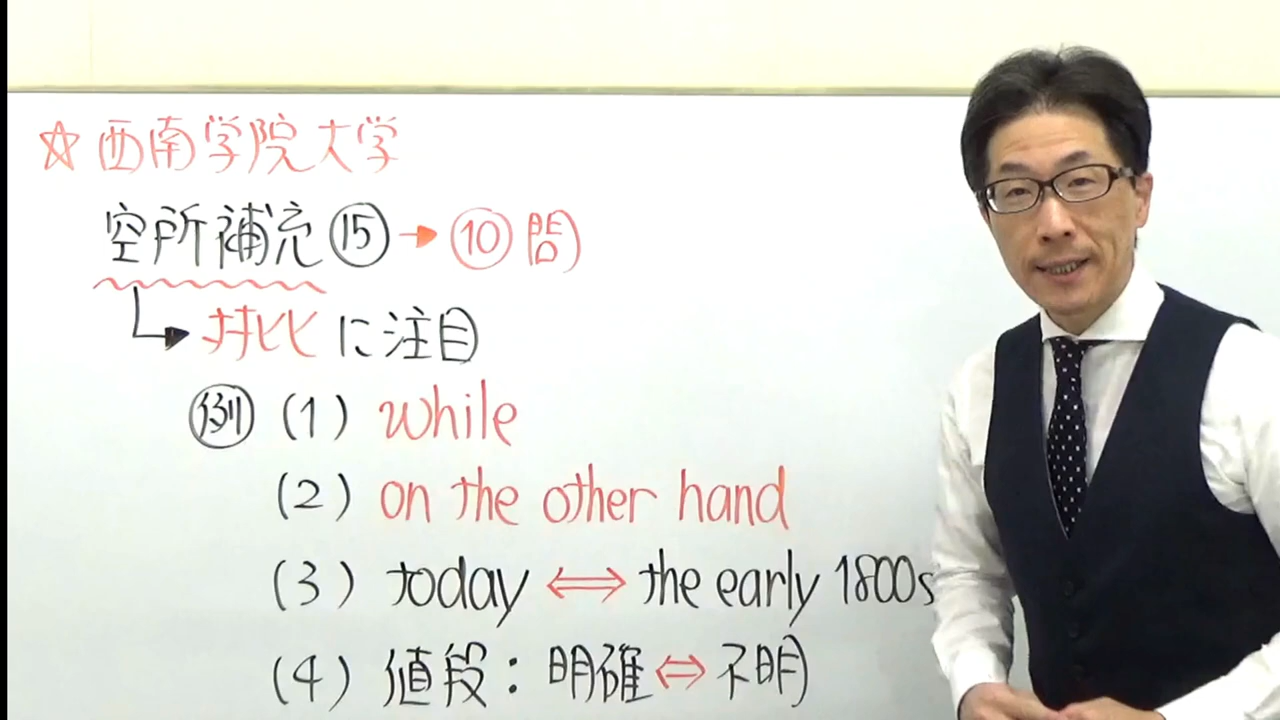 ☆ 西南学院大学
空所補充⑮→⑩問
対比に注目
例 (1) while
(2) on the other hand
(3) today ⇔ the early 1800s
(4) 値段：明確⇔不明